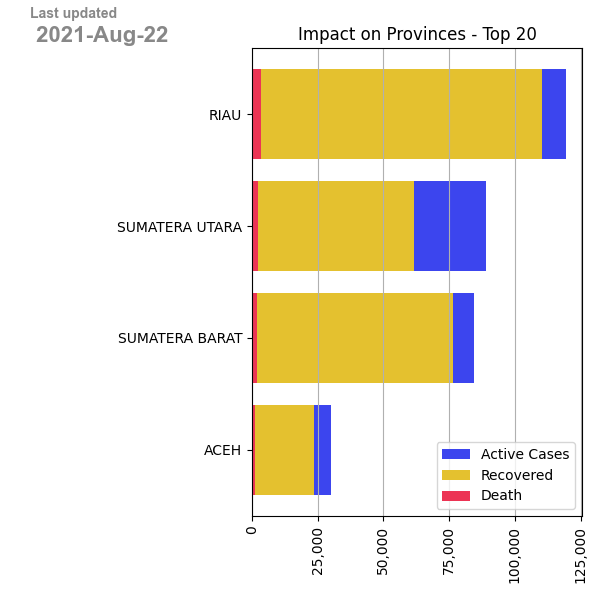 Last updated
2021-Aug-22
Impact on Provinces - Top 20
RIAU
SUMATERA UTARA
SUMATERA BARAT
ACEH
Active Cases
Recovered
Death
0
25,000
50,000
75,000
100,000
125,000